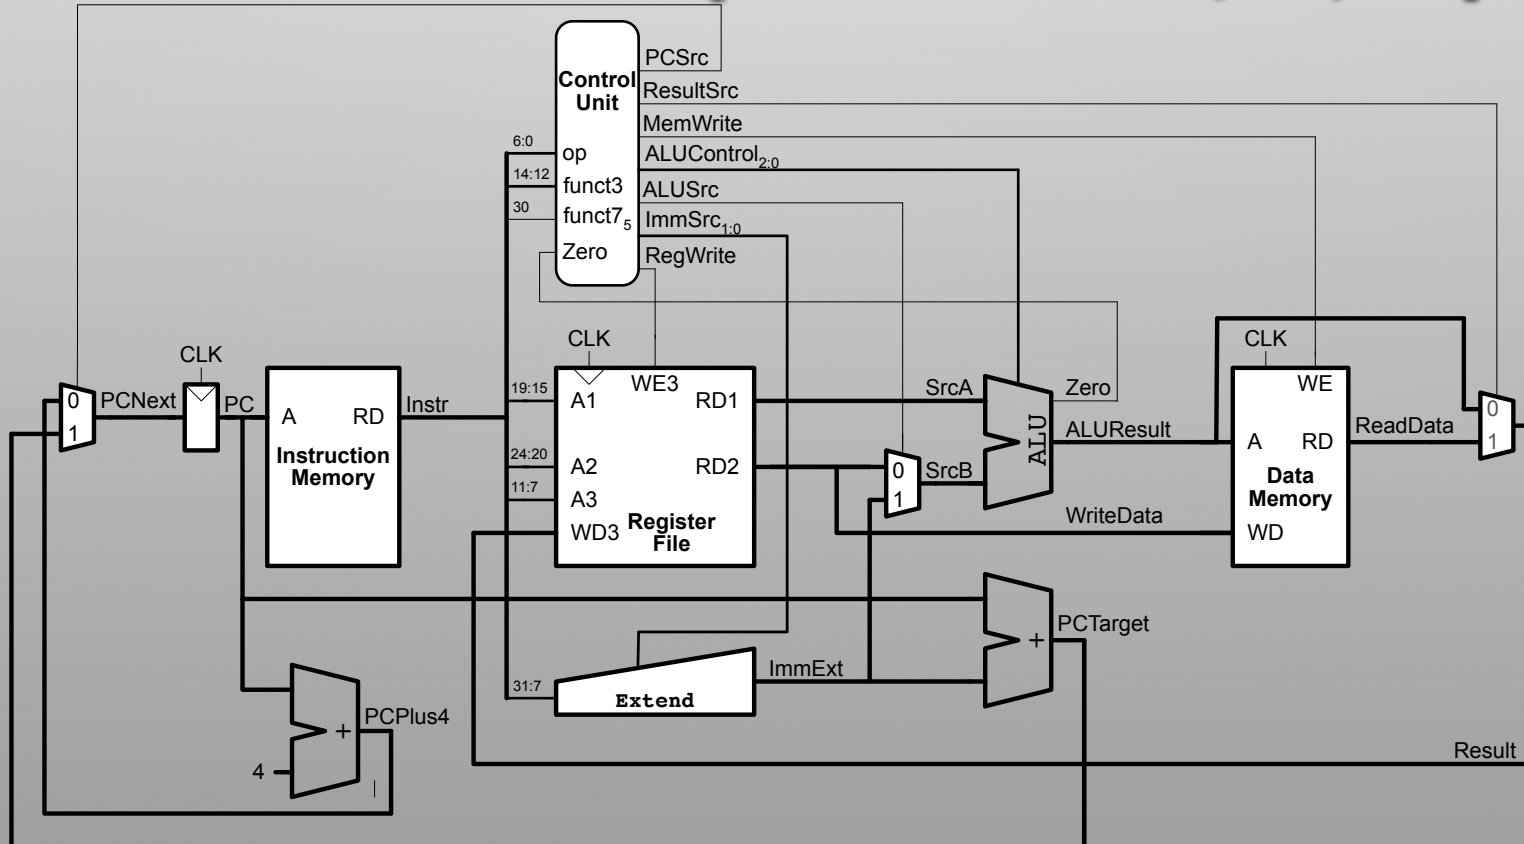 PCSrc
Control
Unit
ResultSrc
MemWrite
6:0
op
ALUControl2:0
14:12
funct3
ALUSrc
30
funct75
ImmSrc1:0
Zero
RegWrite
CLK
CLK
CLK
0
1
PCNext
PC
A
RD
Instr
Instruction
Memory
19:15
A1
WE3
RD1
24:20
A2
RD2
11:7
A3
WD3
Register
File
SrcA
0
1
SrcB
ALU
Zero
ALUResult
WriteData
WE
A
RD
Data
Memory
WD
ReadData
0
1
+
PCTarget
31:7
Extend
ImmExt
+
PCPlus4
4
Result